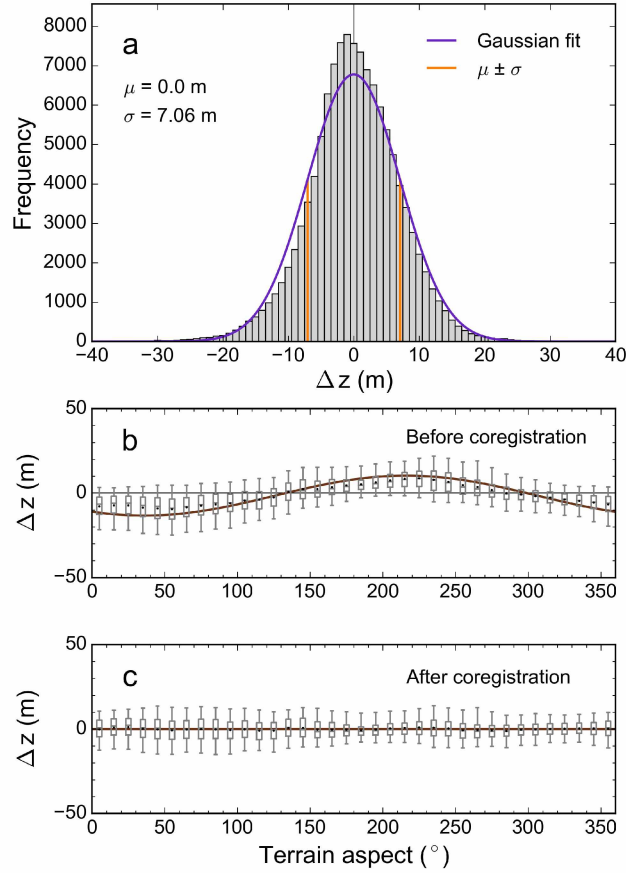 a
μ = 0.0 m
σ = 7.06 m
Gaussian fit
μ ± σ
Frequency
8000
7000
6000
5000
4000
3000
2000
1000
0
−40 −30 −20 −10 0 10 20 30 40
Δ z (m)
b
Before coregistration
Δ z (m)
50
0
−50
0 50 100 150 200 250 300 350
c
After coregistration
Δ z (m)
50
0
−50
0 50 100 150 200 250 300 350
Terrain aspect (°)